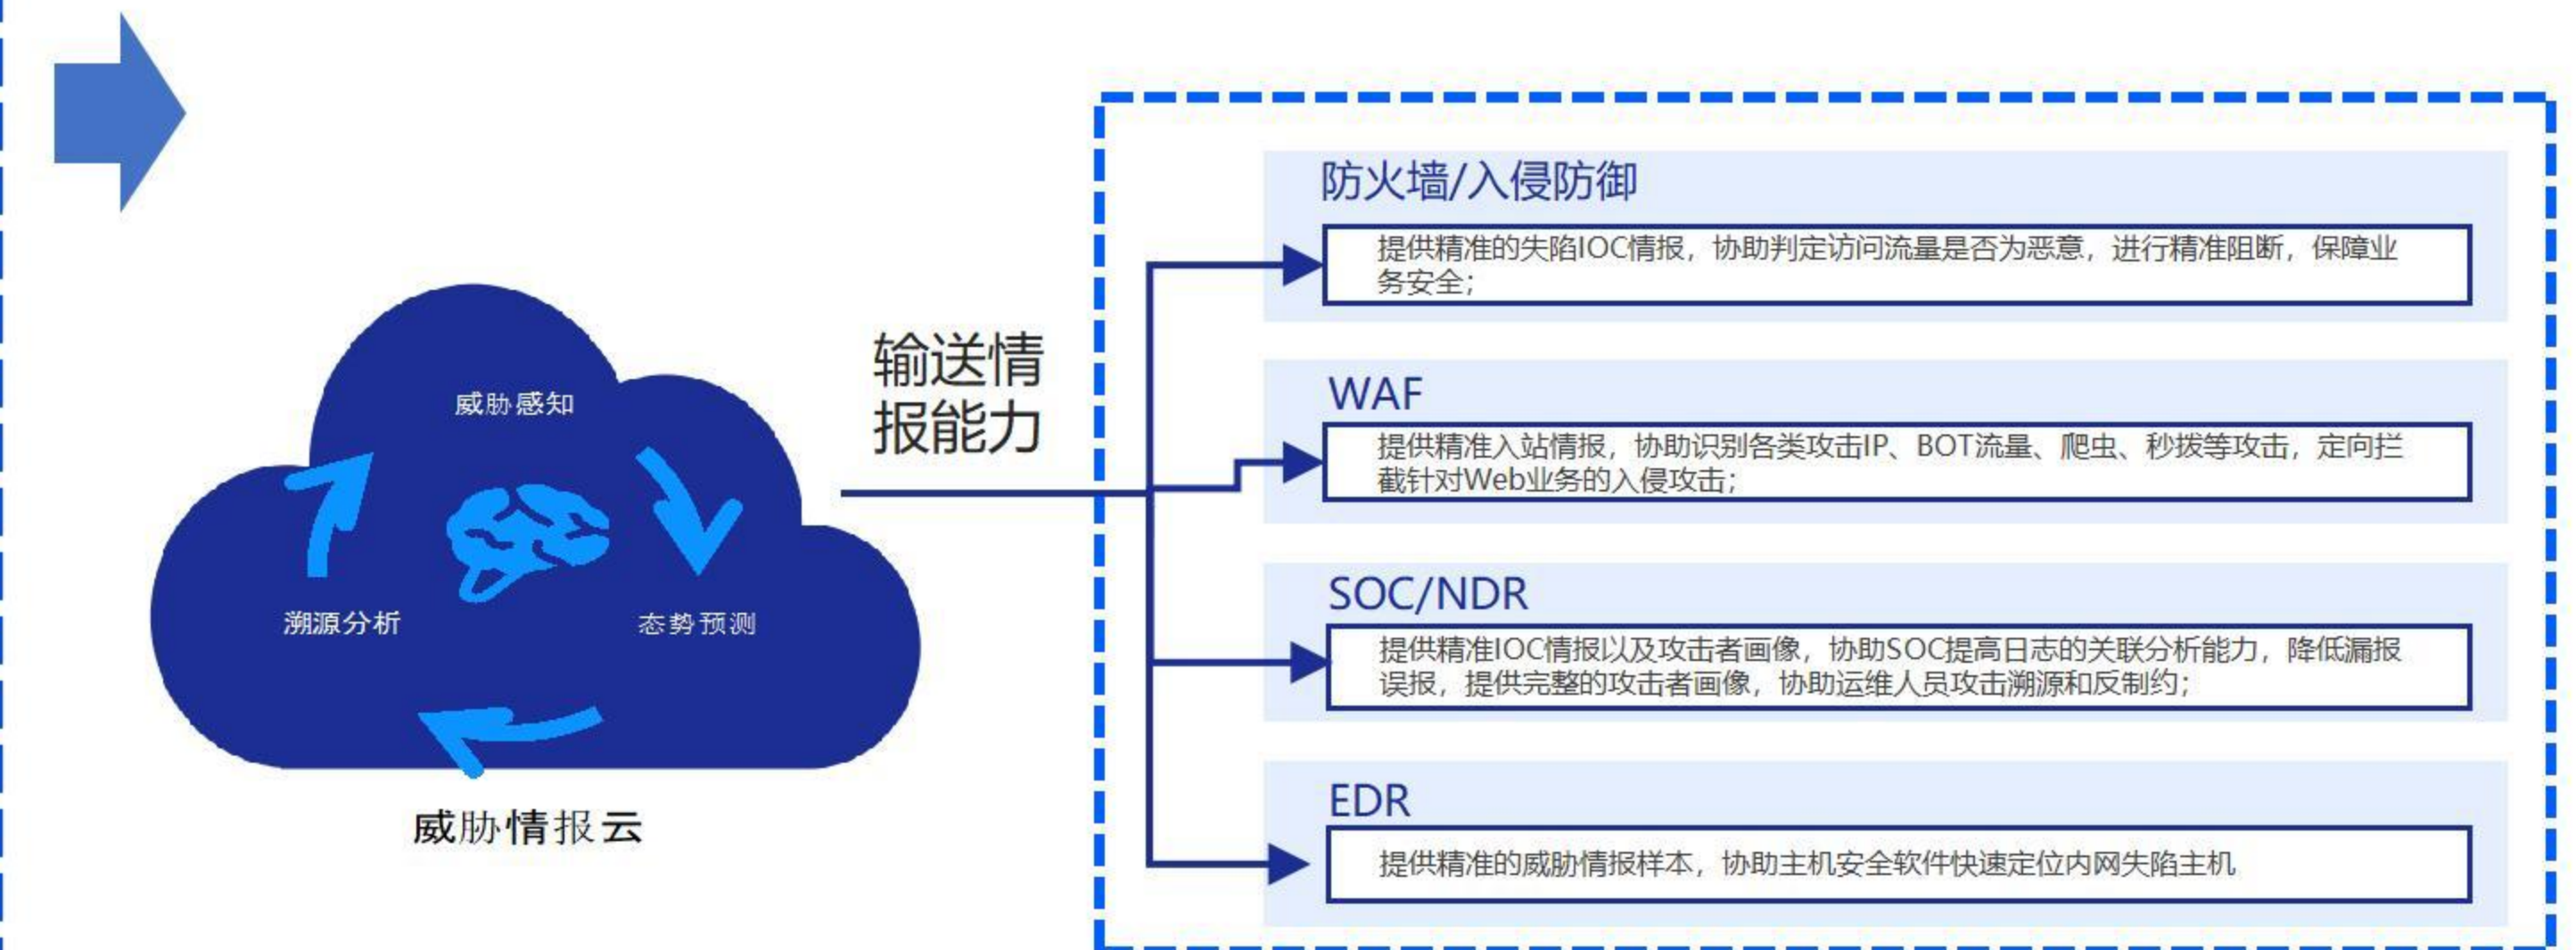 威胁感知
溯源分析
态势预测
威胁情报云
输送情
报能力
防火墙/入侵防御
提供精准的失陷IOC情报，协助判定访问流量是否为恶意，进行精准阻断，保障业
务安全；
WAF
提供精准入站情报，协助识别各类攻击IP、BOT流量、爬虫、秒拨等攻击，定向拦
截针对Web业务的入侵攻击；
SOC/NDR
提供精准IOC情报以及攻击者画像，协助SOC提高日志的关联分析能力，降低漏报
误报，提供完整的攻击者画像，协助运维人员攻击溯源和反制约；
EDR
提供精准的威胁情报样本，协助主机安全软件快速定位内网失陷主机